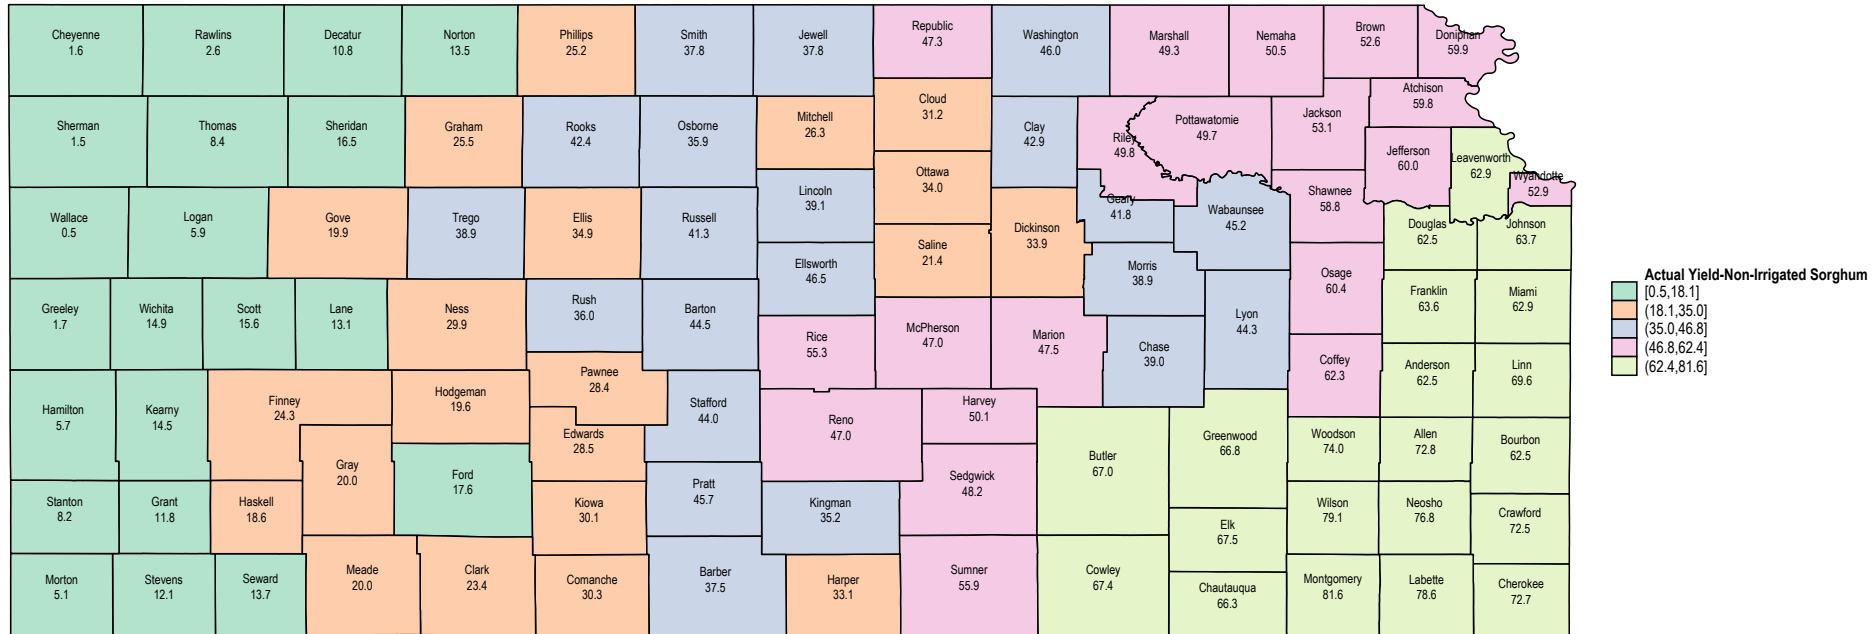 Cheyenne
1.6
Rawlins
2.6
Decatur
10.8
Norton
13.5
Phillips
25.2
Smith
37.8
Jewell
37.8
Republic
47.3
Washington
46.0
Marshall
49.3
Nemaha
50.5
Brown
52.6
Doniphan
59.9
Sherman
1.5
Thomas
8.4
Sheridan
16.5
Graham
25.5
Rooks
42.4
Osborne
35.9
Mitchell
26.3
Cloud
31.2
Clay
42.9
Riley
49.8
Pottawatomie
49.7
Jackson
53.1
Atchison
59.8
Jefferson
60.0
Leavenworth
62.9
Wyandotte
52.9
Wallace
0.5
Logan
5.9
Gove
19.9
Trego
38.9
Ellis
34.9
Russell
41.3
Lincoln
39.1
Ottawa
34.0
Saline
21.4
Dickinson
33.9
Geary
41.8
Wabaunsee
45.2
Shawnee
58.8
Douglas
62.5
Johnson
63.7
Greeley
1.7
Wichita
14.9
Scott
15.6
Lane
13.1
Ness
29.9
Rush
36.0
Barton
44.5
Ellsworth
46.5
Rice
55.3
McPherson
47.0
Marion
47.5
Morris
38.9
Chase
39.0
Lyon
44.3
Osage
60.4
Franklin
63.6
Miami
62.9
Hamilton
5.7
Kearny
14.5
Finney
24.3
Hodgeman
19.6
Pawnee
28.4
Stafford
44.0
Reno
47.0
Harvey
50.1
Coffey
62.3
Anderson
62.5
Linn
69.6
Gray
20.0
Ford
17.6
Edwards
28.5
Pratt
45.7
Kingman
35.2
Sedgwick
48.2
Butler
67.0
Greenwood
66.8
Woodson
74.0
Allen
72.8
Bourbon
62.5
Stanton
8.2
Grant
11.8
Haskell
18.6
Kiowa
30.1
Elk
67.5
Wilson
79.1
Neosho
76.8
Crawford
72.5
Morton
5.1
Stevens
12.1
Seward
13.7
Meade
20.0
Clark
23.4
Comanche
30.3
Barber
37.5
Harper
33.1
Sumner
55.9
Cowley
67.4
Chautauqua
66.3
Montgomery
81.6
Labette
78.6
Cherokee
72.7
Actual Yield-Non-Irrigated Sorghum
[0.5,18.1]
(18.1,35.0]
(35.0,46.8]
(46.8,62.4]
(62.4,81.6]